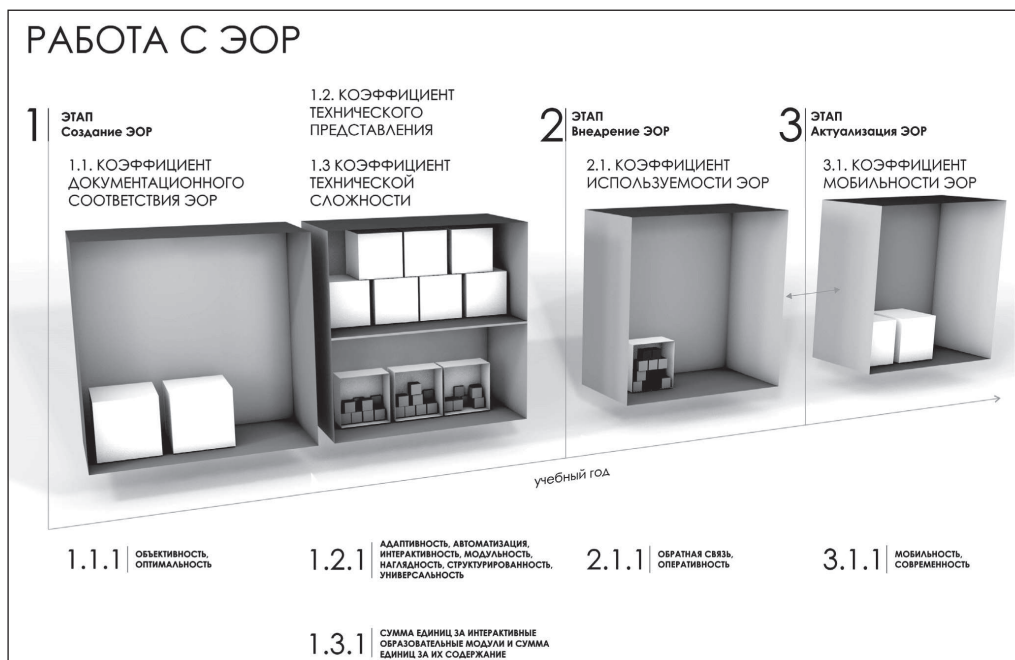 РАБОТА С ЭОР
1 ЭТАП
Создание ЭОР
1.1. КОЭФФИЦИЕНТ
ДОКУМЕНТАЦИОННОГО
СООТВЕТСТВИЯ ЭОР
1.2. КОЭФФИЦИЕНТ
ТЕХНИЧЕСКОГО
ПРЕДСТАВЛЕНИЯ
1.3 КОЭФФИЦИЕНТ
ТЕХНИЧЕСКОЙ
СЛОЖНОСТИ
2 ЭТАП
Внедрение ЭОР
2.1. КОЭФФИЦИЕНТ
ИСПОЛЬЗУЕМОСТИ ЭОР
3 ЭТАП
Актуализация ЭОР
3.1. КОЭФФИЦИЕНТ
МОБИЛЬНОСТИ ЭОР
учебный год
1.1.1 ОБЪЕКТИВНОСТЬ,
ОПТИМАЛЬНОСТЬ
1.2.1 АДАПТИВНОСТЬ, АВТОМАТИЗАЦИЯ,
ИНТЕРАКТИВНОСТЬ, МОДУЛЬНОСТЬ,
НАГЛЯДНОСТЬ, СТРУКТУРИРОВАННОСТЬ,
УНИВЕРСАЛЬНОСТЬ
2.1.1 ОБРАТНАЯ СВЯЗЬ,
ОПЕРАТИВНОСТЬ
3.1.1 МОБИЛЬНОСТЬ,
СОВРЕМЕННОСТЬ
1.3.1 СУММА ЕДИНИЦ ЗА ИНТЕРАКТИВНЫЕ
ОБРАЗОВАТЕЛЬНЫЕ МОДУЛИ И СУММА
ЕДИНИЦ ЗА ИХ СОДЕРЖАНИЕ